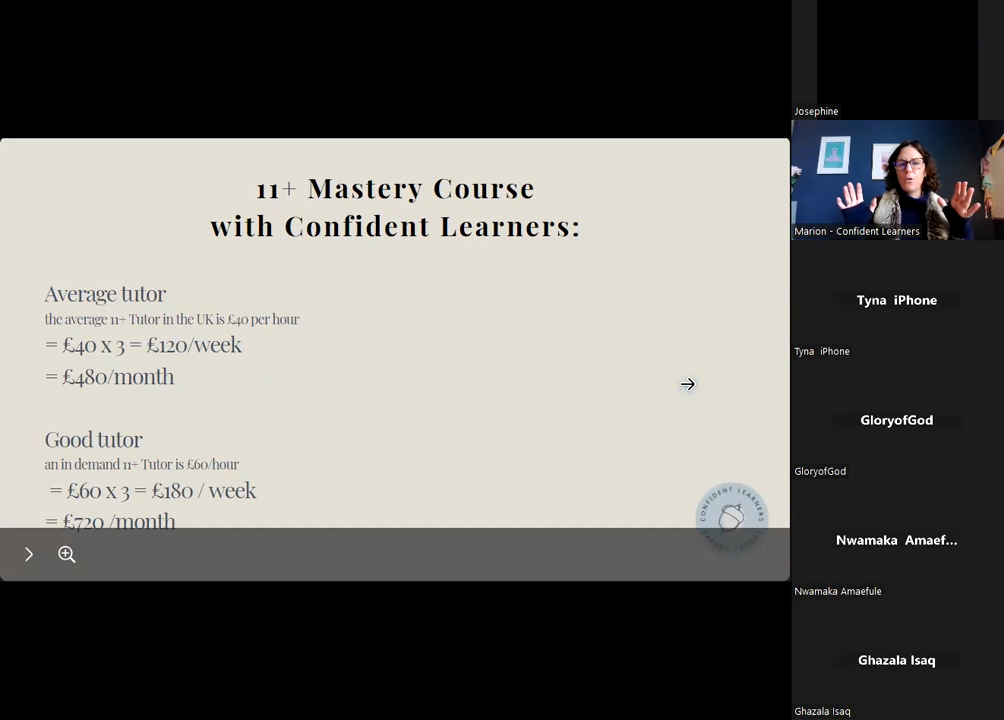 11+ Mastery Course
with Confident Learners:
Average tutor
the average 11+ Tutor in the UK is £40 per hour
= £40 x 3 = £120/week
= £480/month
Good tutor
an in demand 11+ Tutor is £60/hour
= £60 x 3 = £180 / week
= £720 /month
CONFIDENT LEARNERS
Josephine
Marion - Confident Learners
Tyna iPhone
Tyna iPhone
GloryofGod
GloryofGod
Nwamaka Amaef...
Nwamaka Amaefule
Ghazala Isaq
Ghazala Isaq